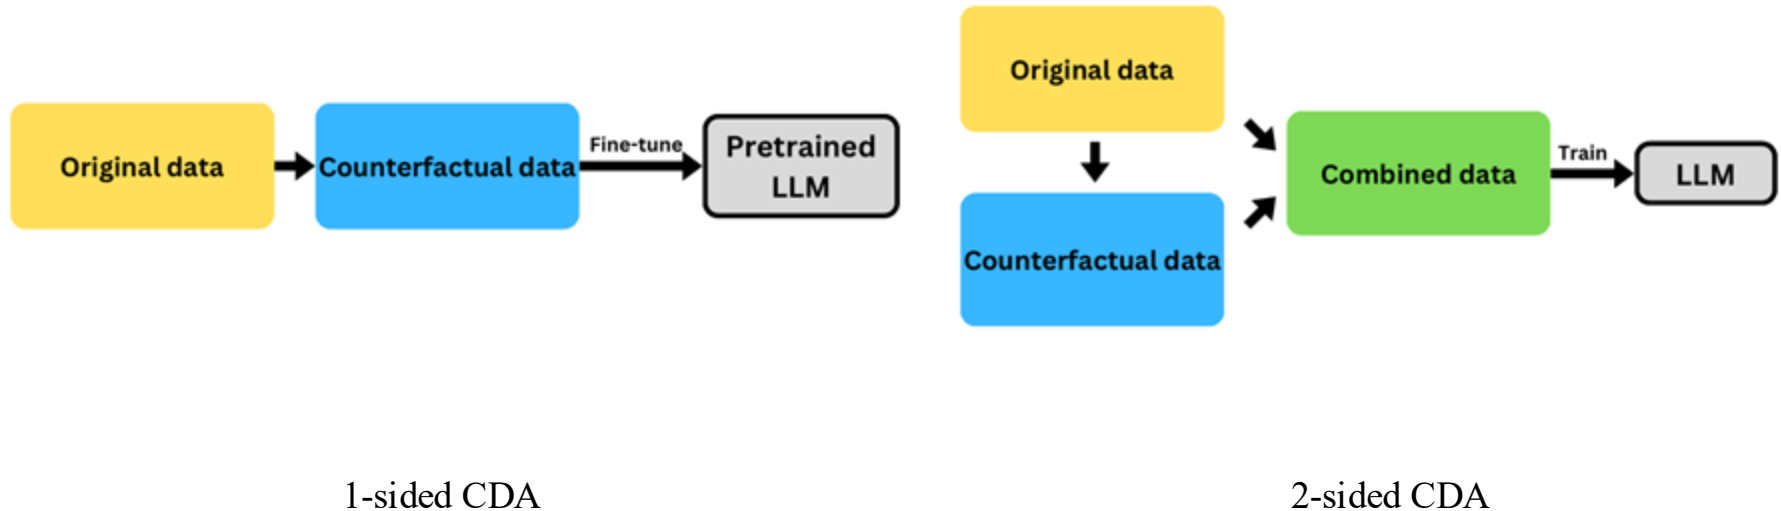 Original data
Counterfactual data
Fine-tune
Pretrained
LLM
1-sided CDA
Original data
Counterfactual data
Combined data
Train
LLM
2-sided CDA